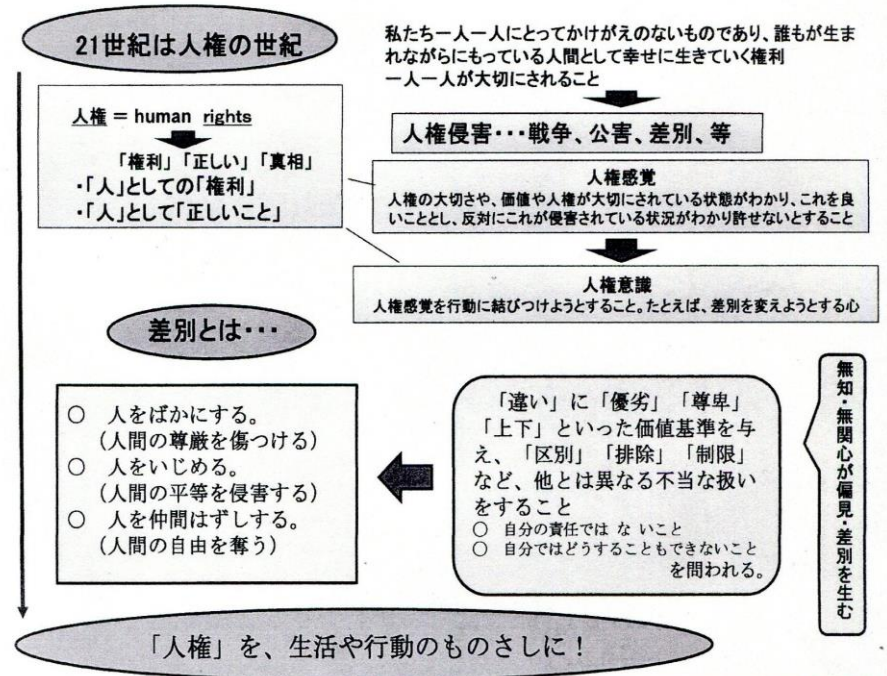 21世紀は人権の世紀
私たち一人一人にとってかけがえのないものであり、誰もが生ま
れながらにもっている人間として幸せに生きていく権利
一人一人が大切にされること
人権 = human rights
「権利」「正しい」「真相」
・「人」としての「権利」
・「人」として「正しいこと」
人権侵害・・・戦争、公害、差別、等
人権感覚
人権の大切さや、価値や人権が大切にされている状態がわかり、これを良
いこととし、反対にこれが侵害されている状況がわかり許せないとすること
人権意識
人権感覚を行動に結びつけようとすること。たとえば、差別を変えようとする心
差別とは・・・
○ 人をばかにする。
(人間の尊厳を傷つける)
○ 人をいじめる。
(人間の平等を侵害する)
○ 人を仲間はずしする。
(人間の自由を奪う)
「違い」に「優劣」「尊卑」
「上下」といった価値基準を与
え、「区別」「排除」「制限」
など、他とは異なる不当な扱い
をすること
○ 自分の責任では な いこと
○ 自分ではどうすることもできないこと
を問われる。
無知・無関心が偏見・差別を生む
「人権」を、生活や行動のものさしに！